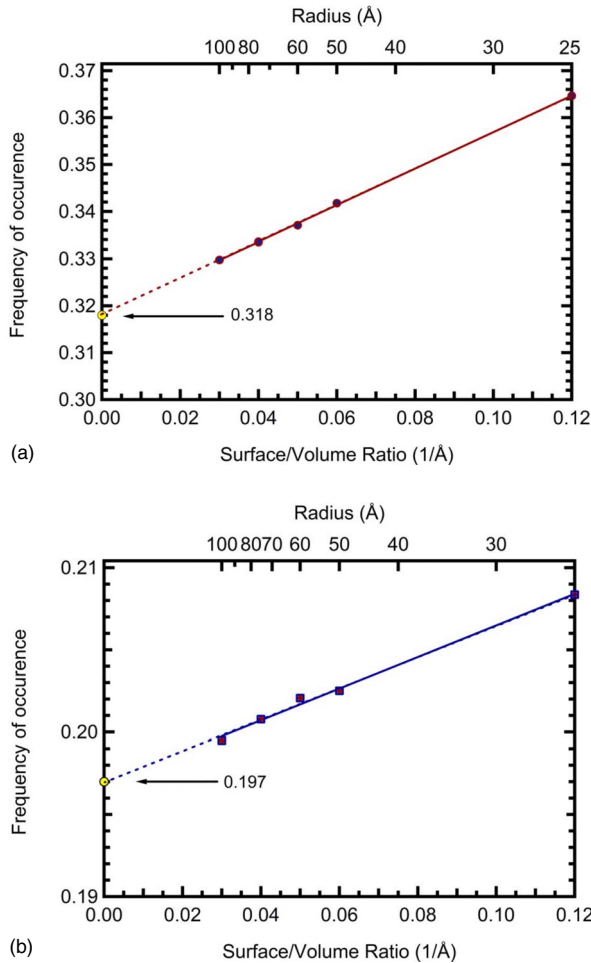 Radius (Å)
100 80 60 50 40 30 25
0.37
0.36
0.35
0.34
0.33
0.32
0.31
0.30
Frequency of occurence
0.318
0.00 0.02 0.04 0.06 0.08 0.10 0.12
(a)
Surface/Volume Ratio (1/Å)
Radius (Å)
100 80 70 60 50 40 30
0.21
0.20
0.19
Frequency of occurence
0.197
0.00 0.02 0.04 0.06 0.08 0.10 0.12
(b)
Surface/Volume Ratio (1/Å)